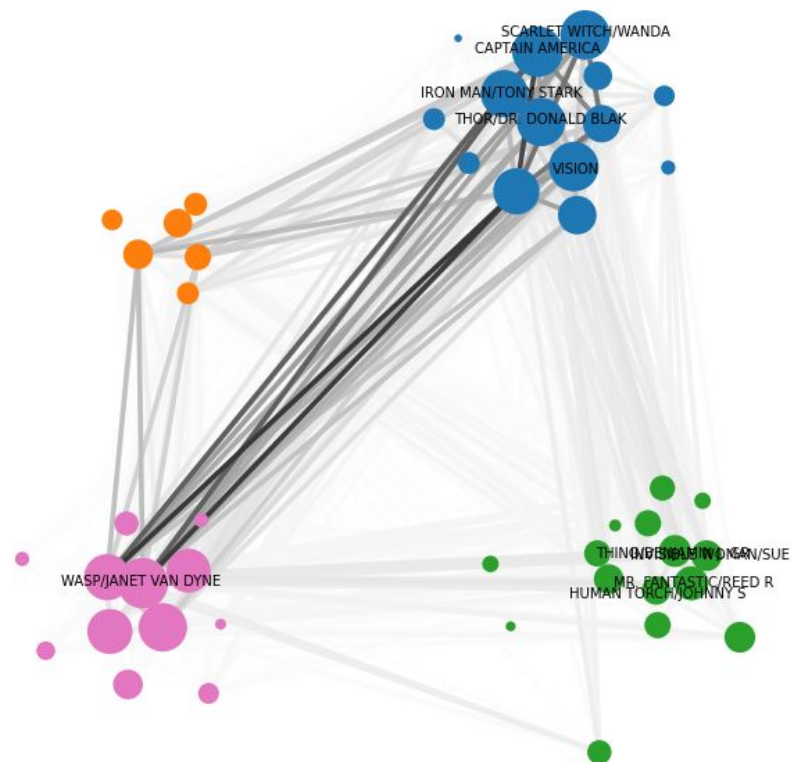 SCARLET WITCH/WANDA
CAPTAIN AMERICA
IRON MAN/TONY STARK
THOR/DR. DONALD BLAK
VISION
WASP/JANET VAN DYNE
MR. FANTASTIC/REED R
HUMAN TORCH/JOHNNY S